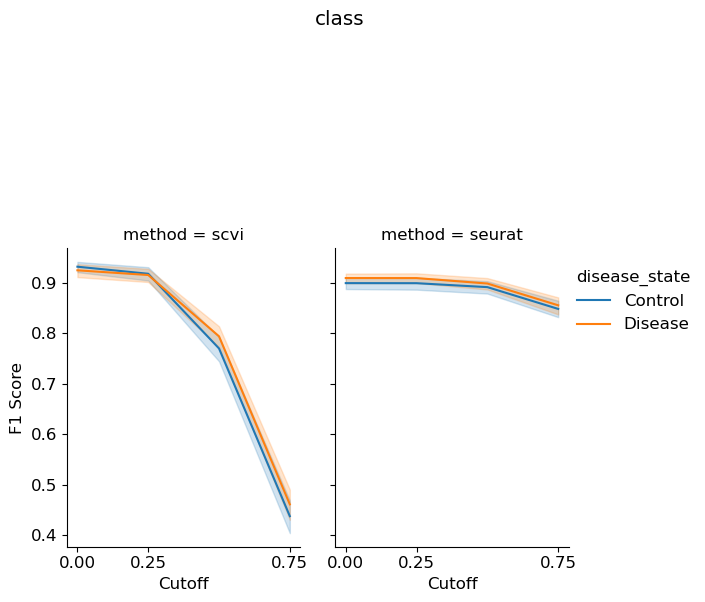 class
method = scvi
method = seurat
disease_state
Control
Disease
F1 Score
0.9
0.8
0.7
0.6
0.5
0.4
0.00 0.25 0.75
0.00 0.25 0.75
Cutoff
Cutoff